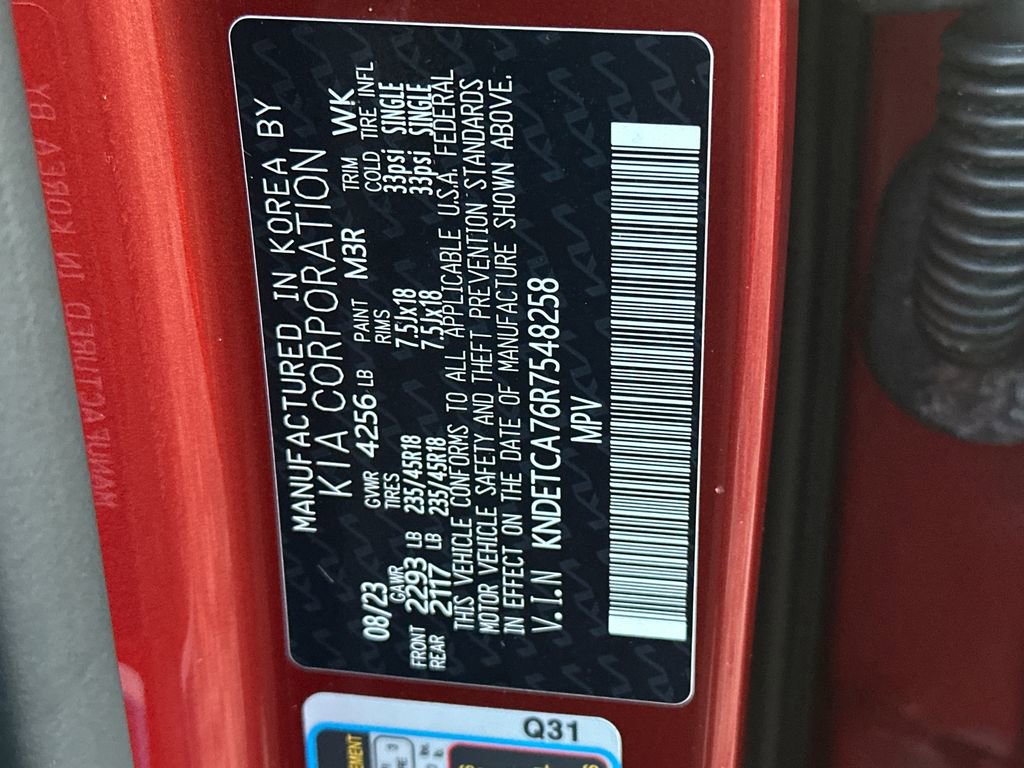 MANUFACTURED IN KOREA BY
KIA CORPORATION
08/23 GVWR 4256 LB PAINT M3R TRIM WK
GAWR TIRES RIMS COLD TIRE INFL
FRONT 2293 LB 235/45R18 7.5Jx18 33psi SINGLE
REAR 2117 LB 235/45R18 7.5Jx18 33psi SINGLE
THIS VEHICLE CONFORMS TO ALL APPLICABLE U.S.A. FEDERAL
MOTOR VEHICLE SAFETY AND THEFT PREVENTION STANDARDS
IN EFFECT ON THE DATE OF MANUFACTURE SHOWN ABOVE.
V.I.N KNDETCA76R7548258
MPV
Q31